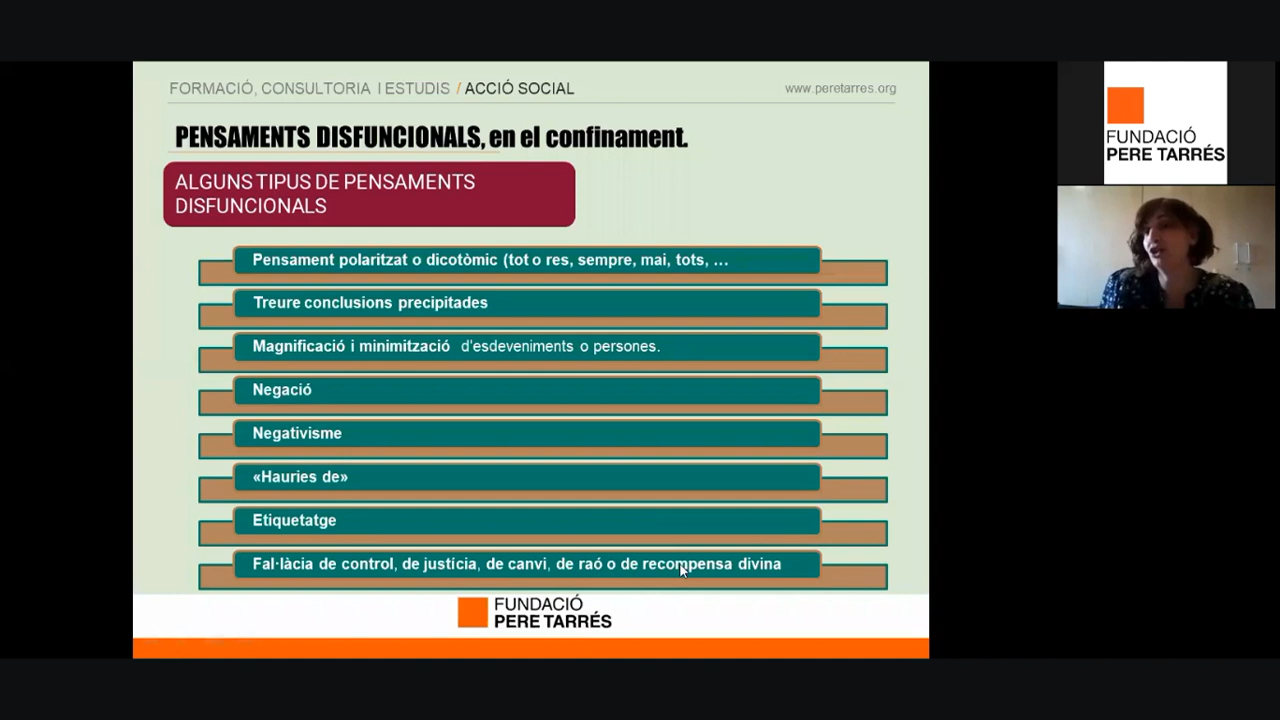 FORMACIÓ, CONSULTORIA I ESTUDIS / ACCIÓ SOCIAL
www.peretarres.org
PENSAMENTS DISFUNCIONALS, en el confinament.
ALGUNS TIPUS DE PENSAMENTS
DISFUNCIONALS
Pensament polaritzat o dicotòmic (tot o res, sempre, mai, tots, ...
Treure conclusions precipitades
Magnificació i minimització d'esdeveniments o persones.
Negació
Negativisme
«Hauries de»
Etiquetatge
Fal·làcia de control, de justícia, de canvi, de raó o de recompensa divina
FUNDACIÓ
PERE TARRÉS
FUNDACIÓ
PERE TARRÉS